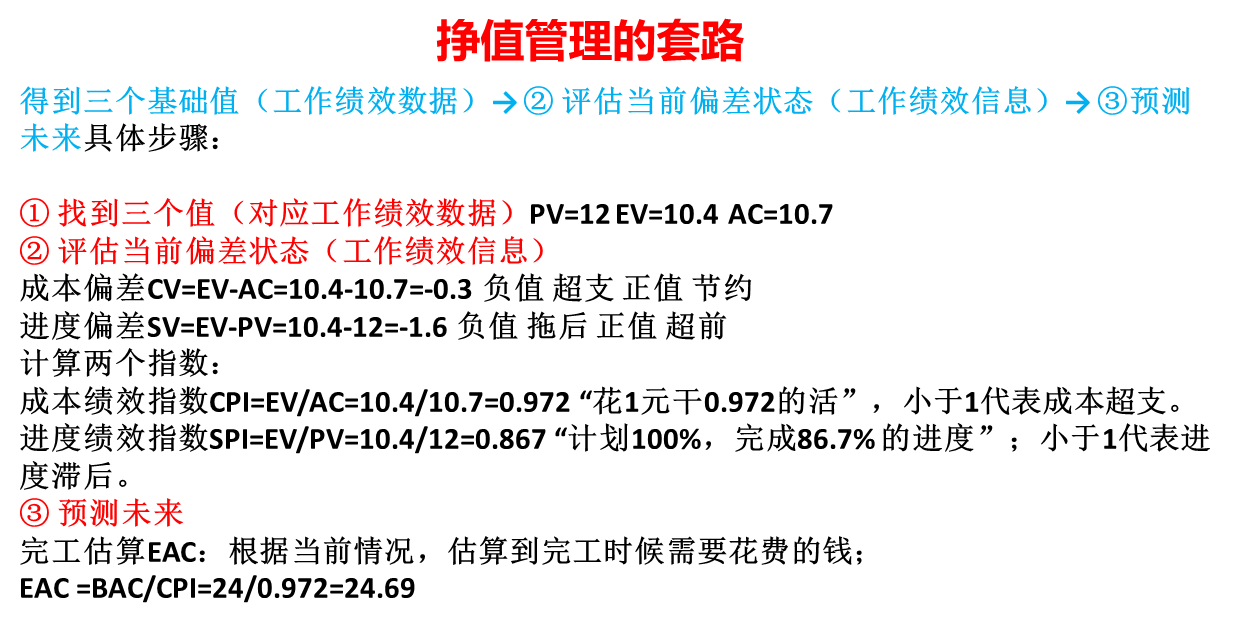 挣值管理的套路
得到三个基础值（工作绩效数据）→② 评估当前偏差状态（工作绩效信息）→ ③预测
未来具体步骤：
① 找到三个值（对应工作绩效数据）PV=12 EV=10.4 AC=10.7
② 评估当前偏差状态（工作绩效信息）
成本偏差CV=EV-AC=10.4-10.7=-0.3 负值 超支 正值 节约
进度偏差SV=EV-PV=10.4-12=-1.6 负值 拖后 正值 超前
计算两个指数：
成本绩效指数CPI=EV/AC=10.4/10.7=0.972 “花1元干0.972的活”，小于1代表成本超支。
进度绩效指数SPI=EV/PV=10.4/12=0.867 “计划100%，完成86.7% 的进度”；小于1代表进
度滞后。
③ 预测未来
完工估算EAC：根据当前情况，估算到完工时候需要花费的钱；
EAC =BAC/CPI=24/0.972=24.69